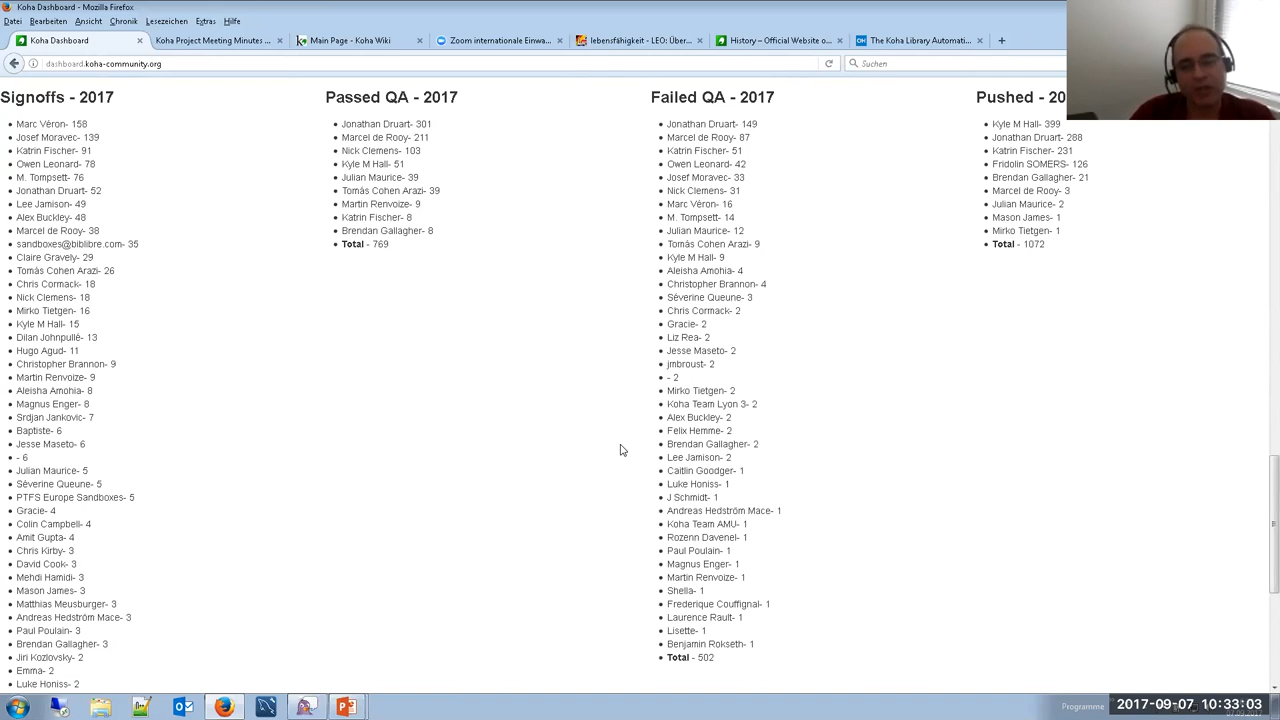 Koha Dashboard - Mozilla Firefox
Datei Bearbeiten Ansicht Chronik Lesezeichen Extras Hilfe
Koha Dashboard × Koha Project Meeting Minutes ... × Main Page - Koha Wiki × Zoom internationale Einwa... × lebensfähigkeit - LEO: Über... × History – Official Website o... × The Koha Library Automati... × +
dashboard.koha-community.org Suchen
Signoffs - 2017
Marc Véron- 158
Josef Moravec- 139
Katrin Fischer- 91
Owen Leonard- 78
M. Tompsett- 76
Jonathan Druart- 52
Lee Jamison- 49
Alex Buckley- 48
Marcel de Rooy- 38
sandboxes@biblibre.com- 35
Claire Gravely- 29
Tomás Cohen Arazi- 26
Chris Cormack- 18
Nick Clemens- 18
Mirko Tietgen- 16
Kyle M Hall- 15
Dilan Johnpullé- 13
Hugo Agud- 11
Christopher Brannon- 9
Martin Renvoize- 9
Aleisha Amohia- 8
Magnus Enger- 8
Srdjan Jankovic- 7
Baptiste- 6
Jesse Maseto- 6
- 6
Julian Maurice- 5
Séverine Queune- 5
PTFS Europe Sandboxes- 5
Gracie- 4
Colin Campbell- 4
Amit Gupta- 4
Chris Kirby- 3
David Cook- 3
Mehdi Hamidi- 3
Mason James- 3
Matthias Meusburger- 3
Andreas Hedström Mace- 3
Paul Poulain- 3
Brendan Gallagher- 3
Jiri Kozlovsky- 2
Emma- 2
Luke Honiss- 2
Passed QA - 2017
Jonathan Druart- 301
Marcel de Rooy- 211
Nick Clemens- 103
Kyle M Hall- 51
Julian Maurice- 39
Tomás Cohen Arazi- 39
Martin Renvoize- 9
Katrin Fischer- 8
Brendan Gallagher- 8
Total - 769
Failed QA - 2017
Jonathan Druart- 149
Marcel de Rooy- 87
Katrin Fischer- 51
Owen Leonard- 42
Josef Moravec- 33
Nick Clemens- 31
Marc Véron- 16
M. Tompsett- 14
Julian Maurice- 12
Tomás Cohen Arazi- 9
Kyle M Hall- 9
Aleisha Amohia- 4
Christopher Brannon- 4
Séverine Queune- 3
Chris Cormack- 2
Gracie- 2
Liz Rea- 2
Jesse Maseto- 2
jmbroust- 2
- 2
Mirko Tietgen- 2
Koha Team Lyon 3- 2
Alex Buckley- 2
Felix Hemme- 2
Brendan Gallagher- 2
Lee Jamison- 2
Caitlin Goodger- 1
Luke Honiss- 1
J Schmidt- 1
Andreas Hedström Mace- 1
Koha Team AMU- 1
Rozenn Davenel- 1
Paul Poulain- 1
Magnus Enger- 1
Martin Renvoize- 1
Shella- 1
Frederique Couffignal- 1
Laurence Rault- 1
Lisette- 1
Benjamin Rokseth- 1
Total - 502
Pushed - 20
Kyle M Hall- 399
Jonathan Druart- 288
Katrin Fischer- 231
Fridolin SOMERS- 126
Brendan Gallagher- 21
Marcel de Rooy- 3
Julian Maurice- 2
Mason James- 1
Mirko Tietgen- 1
Total - 1072
Programme
2017-09-07 10:33:03